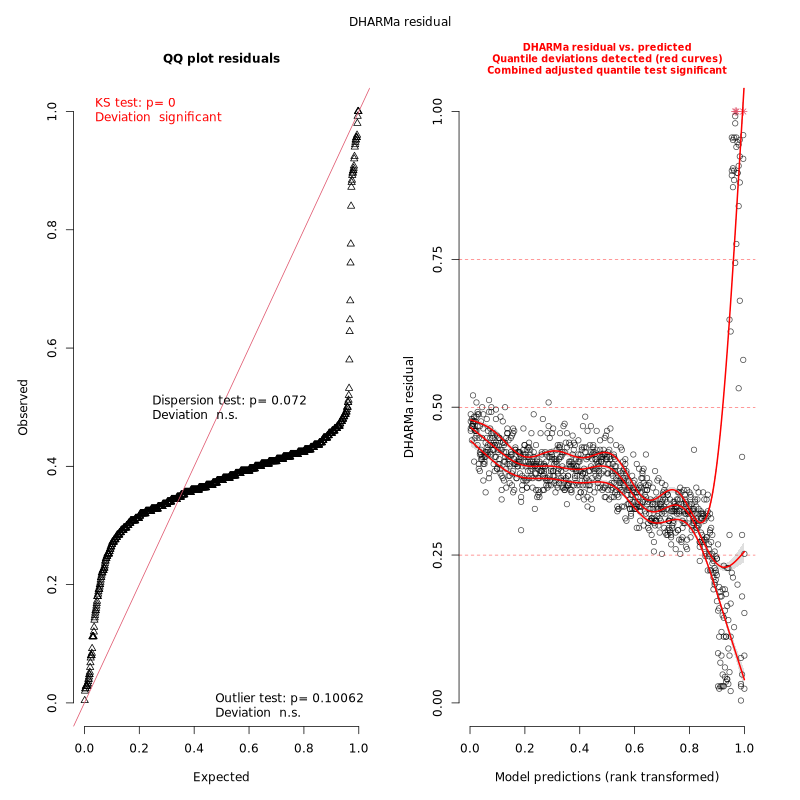 DHARMa residual
QQ plot residuals
KS test: p= 0
Deviation  significant
Dispersion test: p= 0.072
Deviation  n.s.
Outlier test: p= 0.10062
Deviation  n.s.
Observed
0.0
0.2
0.4
0.6
0.8
1.0
0.0
0.2
0.4
0.6
0.8
1.0
Expected
DHARMa residual vs. predicted
Quantile deviations detected (red curves)
Combined adjusted quantile test significant
DHARMa residual
0.00
0.25
0.50
0.75
1.00
0.0
0.2
0.4
0.6
0.8
1.0
Model predictions (rank transformed)